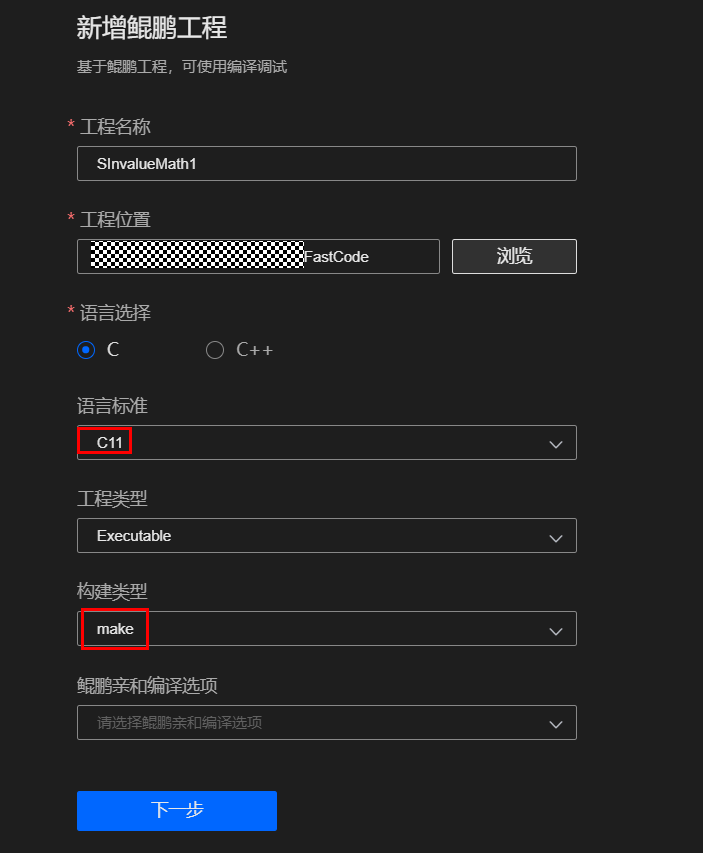 新增鲲鹏工程
基于鲲鹏工程，可使用编译调试
* 工程名称
SInvalueMath1
* 工程位置
FastCode 浏览
* 语言选择
C C++
语言标准
C11
工程类型
Executable
构建类型
make
鲲鹏亲和编译选项
请选择鲲鹏亲和编译选项
下一步